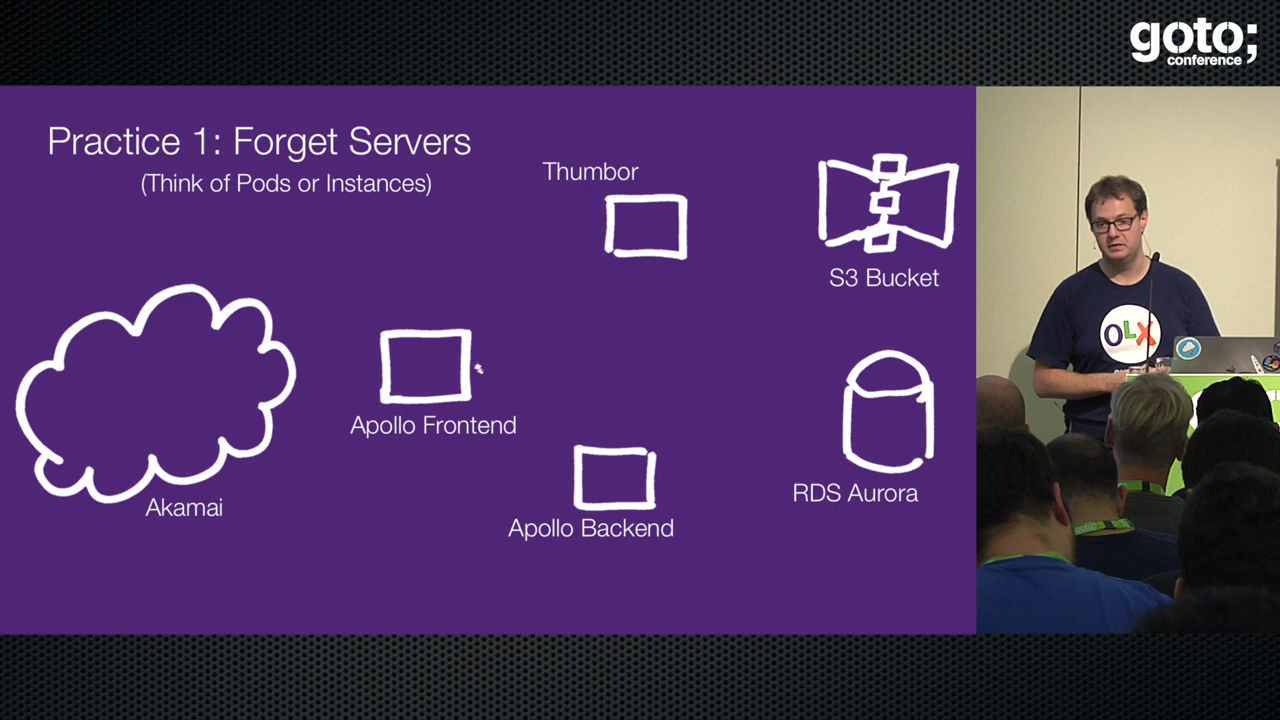 goto;
conference
Practice 1: Forget Servers
(Think of Pods or Instances)
Thumbor
S3 Bucket
Apollo Frontend
Akamai
Apollo Backend
RDS Aurora
OLX